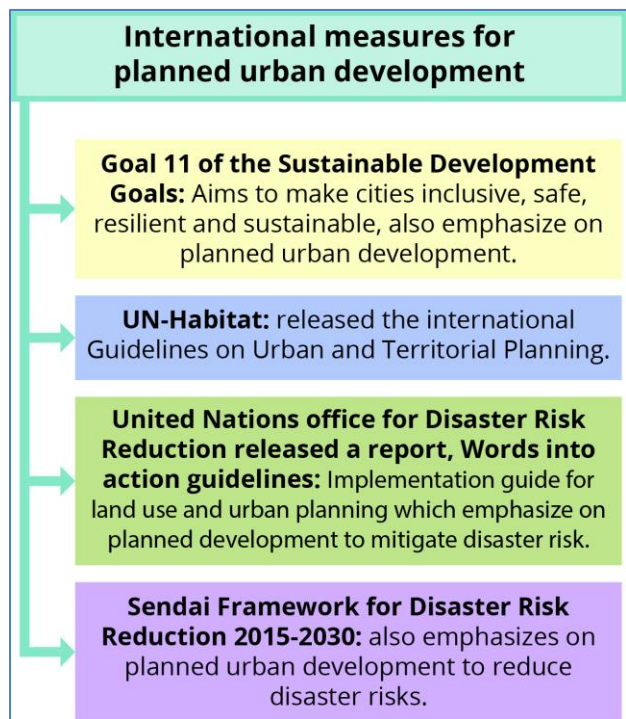 International measures for
planned urban development
Goal 11 of the Sustainable Development
Goals: Aims to make cities inclusive, safe,
resilient and sustainable, also emphasize on
planned urban development.
UN-Habitat: released the international
Guidelines on Urban and Territorial Planning.
United Nations office for Disaster Risk
Reduction released a report, Words into
action guidelines: Implementation guide for
land use and urban planning which emphasize on
planned development to mitigate disaster risk.
Sendai Framework for Disaster Risk
Reduction 2015-2030: also emphasizes on
planned urban development to reduce
disaster risks.